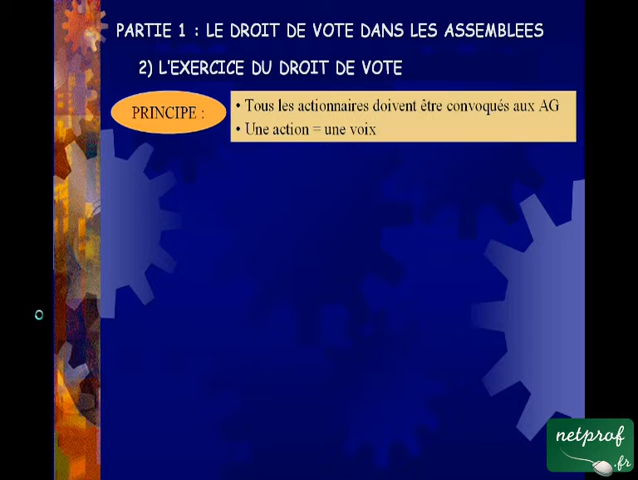 PARTIE 1 : LE DROIT DE VOTE DANS LES ASSEMBLEES
2) L'EXERCICE DU DROIT DE VOTE
PRINCIPE :
• Tous les actionnaires doivent être convoqués aux AG
• Une action = une voix
netprof
.fr